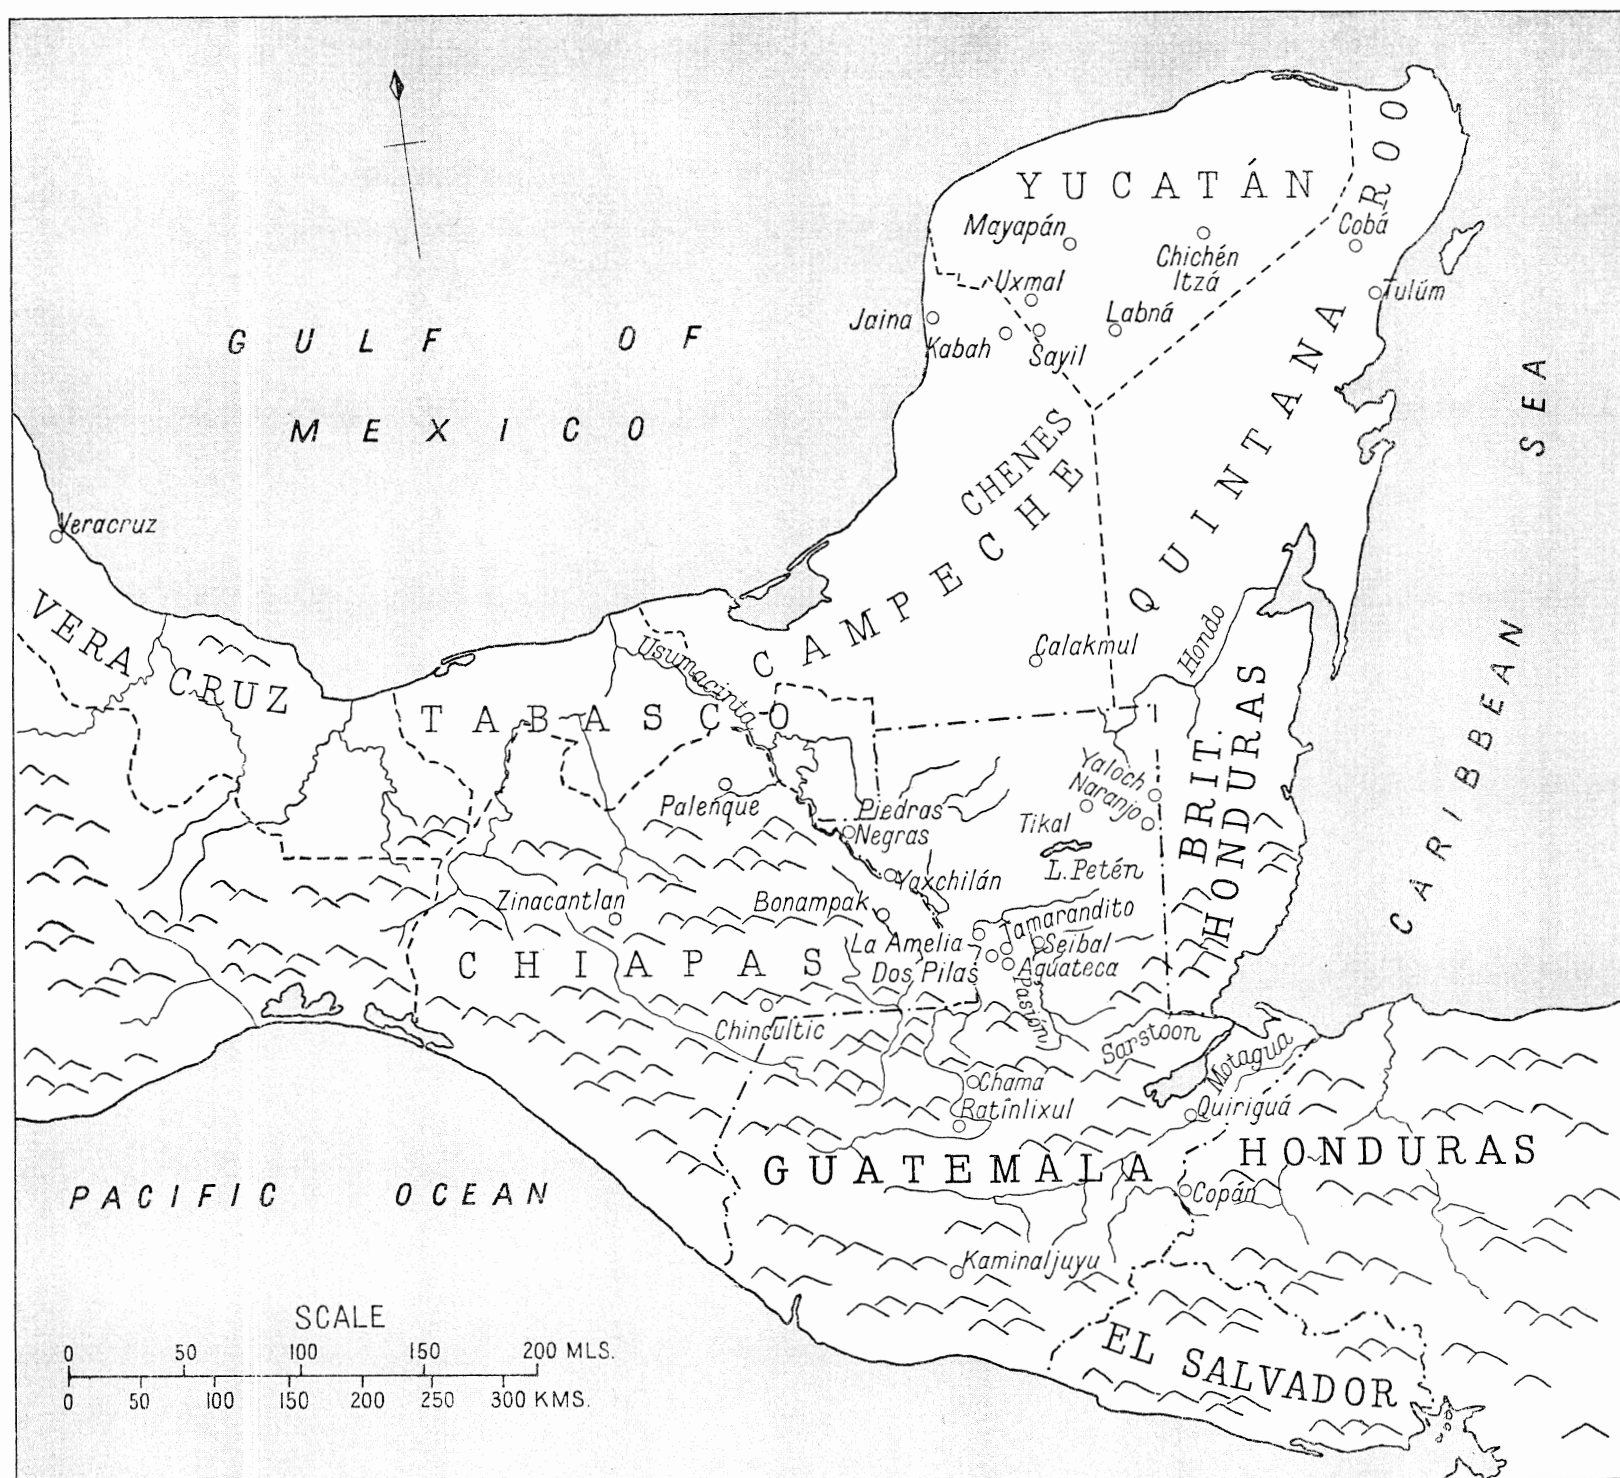 YUCATÁN
ROO
Mayapán
Cobá
Chichén
Itzá
Uxmal
Tulúm
Jaina
Labná
Kabah
Sayil
GULF OF
MEXICO
QUINTANA
CARIBBEAN SEA
CHENES
CAMPECHE
Veracruz
VERA CRUZ
Usumacinta
Calakmul
Hondo
TABASCO
BRIT.
HONDURAS
Yaloch
Naranjo
Palenque
Piedras
Negras
Tikal
L. Petén
Yaxchilán
Zinacantlan
Bonampak
Tamarandito
La Amelia
Seibal
Dos Pilas
Aguateca
CHIAPAS
Pasión
Chincultic
Sarstoon
Motagua
Chama
Ratinlixul
Quiriguá
GUATEMALA
HONDURAS
Copán
PACIFIC OCEAN
Kaminaljuyu
SCALE
0 50 100 150 200 MLS.
0 50 100 150 200 250 300 KMS.
EL SALVADOR